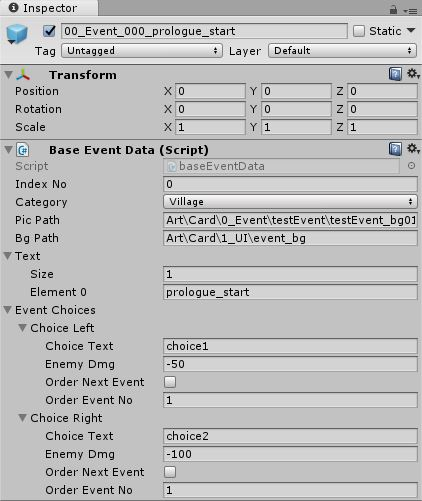 Inspector
00_Event_000_prologue_start Static
Tag Untagged Layer Default
Transform
Position X 0 Y 0 Z 0
Rotation X 0 Y 0 Z 0
Scale X 1 Y 1 Z 1
Base Event Data (Script)
Script baseEventData
Index No 0
Category Village
Pic Path Art\Card\0_Event\testEvent\testEvent_bg01
Bg Path Art\Card\1_UI\event_bg
Text
Size 1
Element 0 prologue_start
Event Choices
Choice Left
Choice Text choice1
Enemy Dmg -50
Order Next Event
Order Event No 1
Choice Right
Choice Text choice2
Enemy Dmg -100
Order Next Event
Order Event No 1